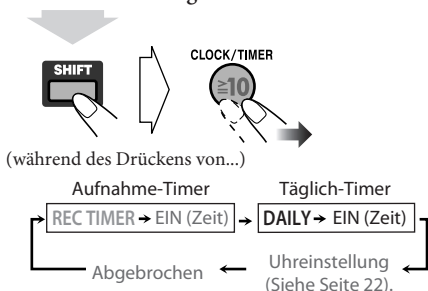 SHIFT
CLOCK/TIMER
≧10
(während des Drückens von...)
Aufnahme-Timer
Täglich-Timer
REC TIMER → EIN (Zeit) → DAILY → EIN (Zeit)
Abgebrochen ← Uhreinstellung
(Siehe Seite 22).